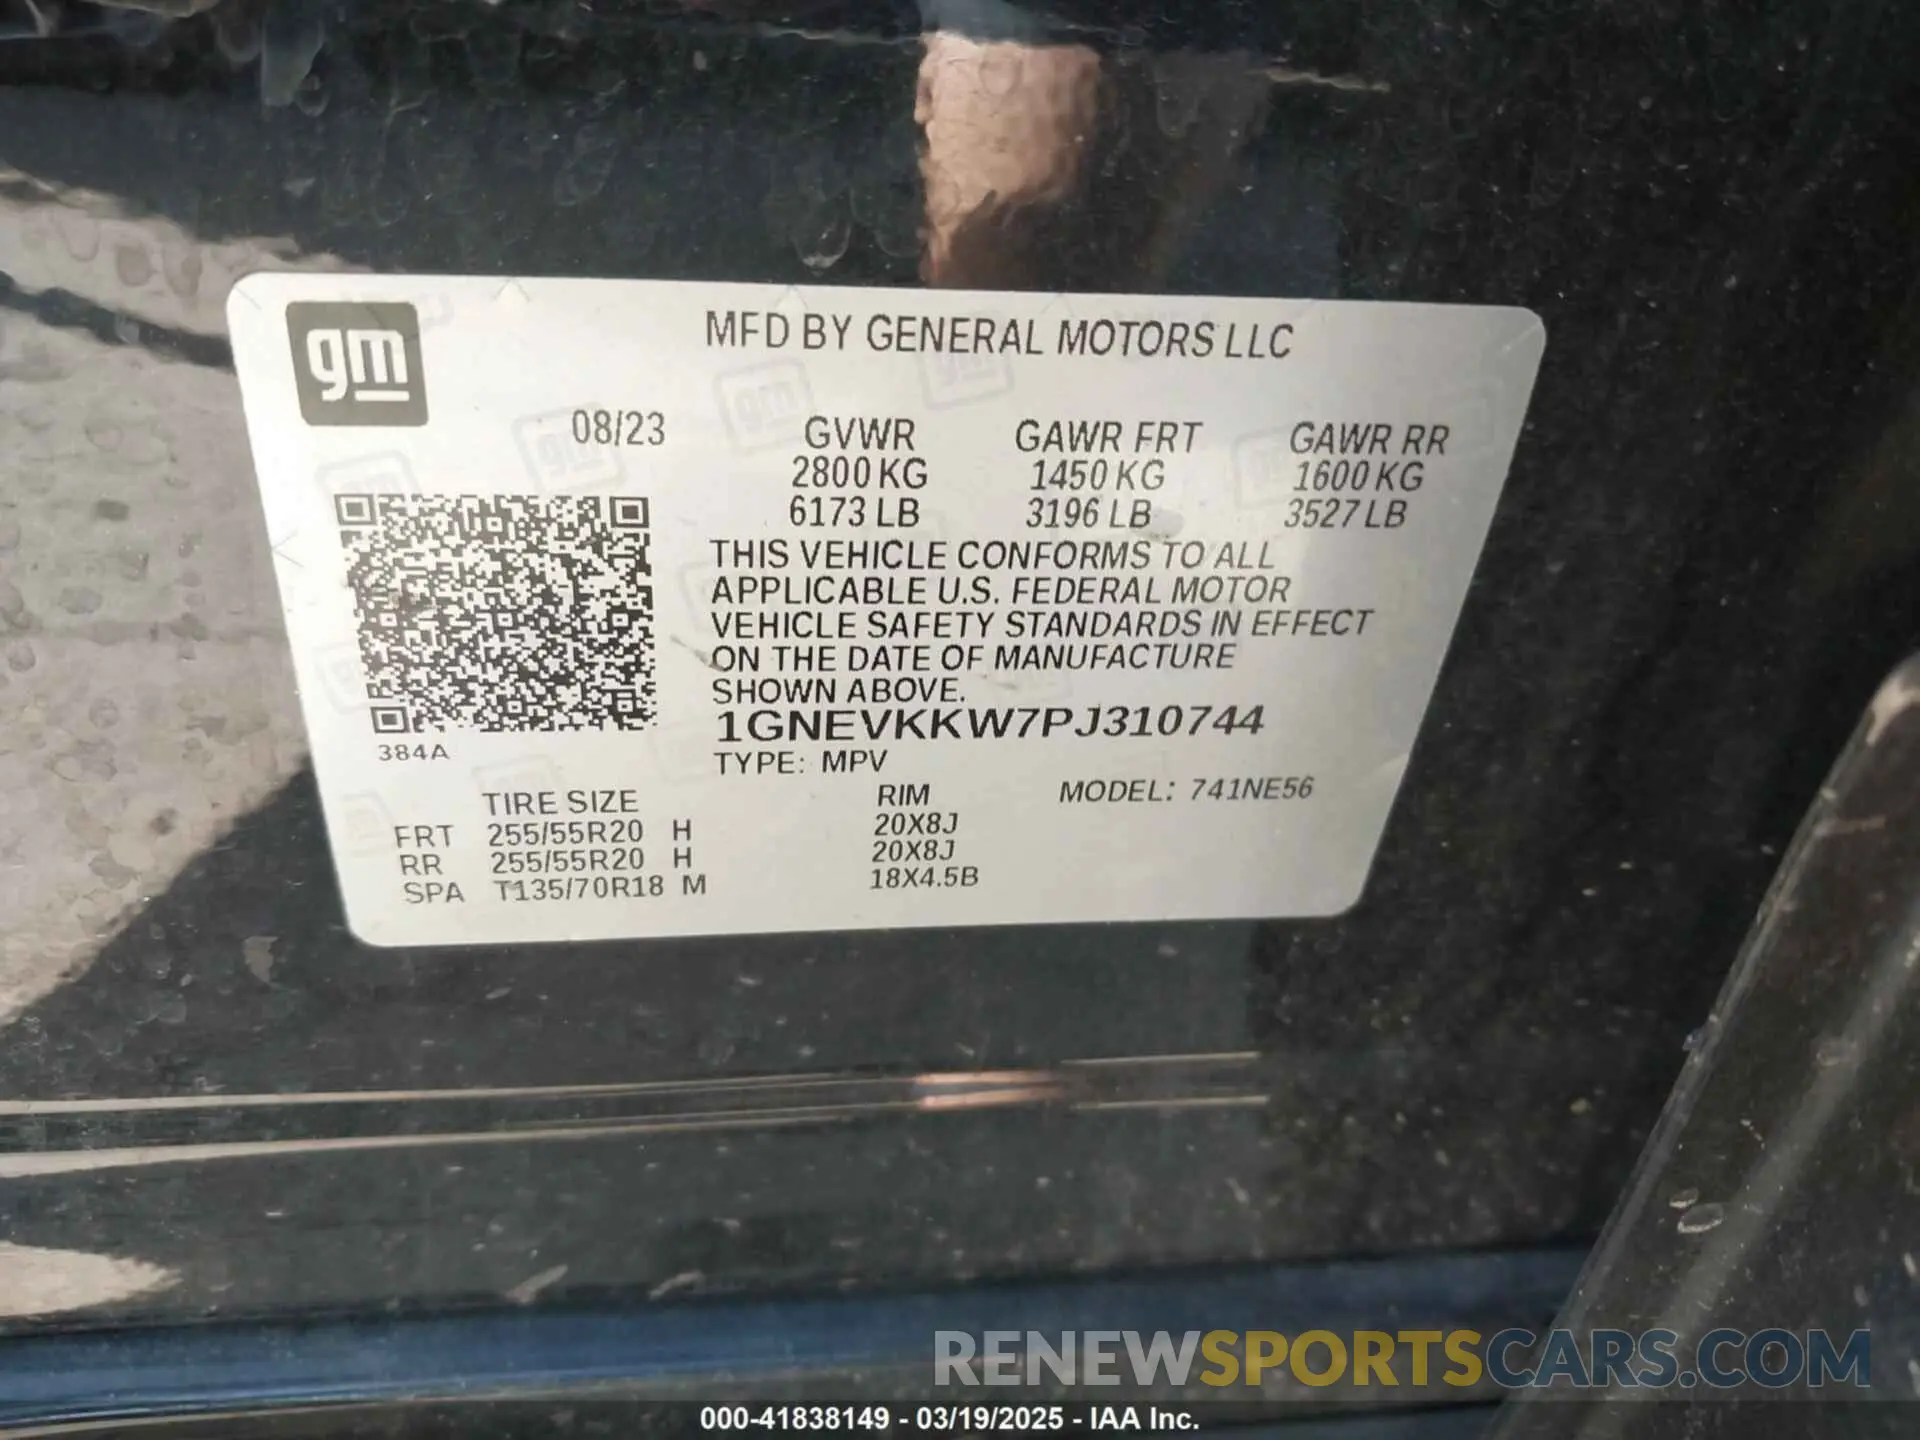 gm
MFD BY GENERAL MOTORS LLC
08/23 GVWR GAWR FRT GAWR RR
2800 KG 1450 KG 1600 KG
6173 LB 3196 LB 3527 LB
THIS VEHICLE CONFORMS TO ALL
APPLICABLE U.S. FEDERAL MOTOR
VEHICLE SAFETY STANDARDS IN EFFECT
ON THE DATE OF MANUFACTURE
SHOWN ABOVE.
1GNEVKKW7PJ310744
384A
TYPE: MPV
TIRE SIZE RIM MODEL: 741NE56
FRT 255/55R20 H 20X8J
RR 255/55R20 H 20X8J
SPA T135/70R18 M 18X4.5B
RENEWSPORTSCARS.COM
000-41838149 - 03/19/2025 - IAA Inc.